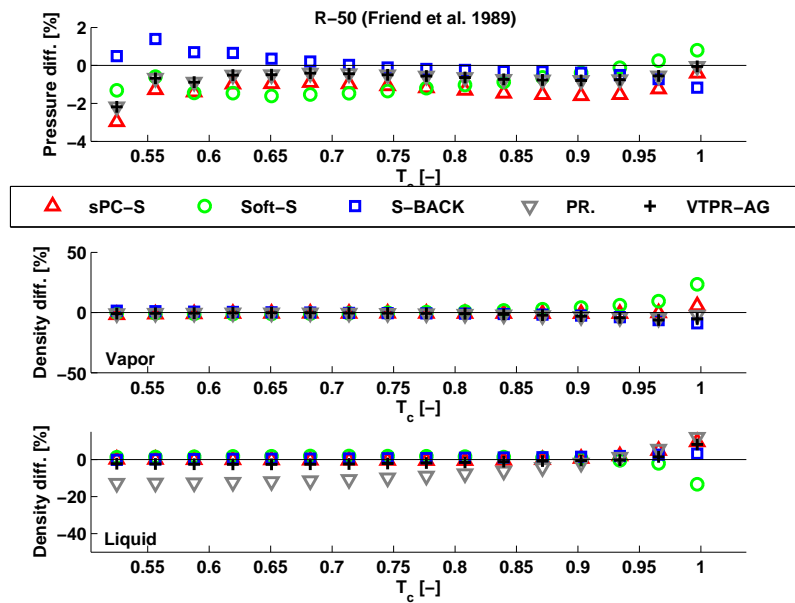 R−50 (Friend et al. 1989)
Pressure diff. [%]
2
0
−2
−4
0.55 0.6 0.65 0.7 0.75 0.8 0.85 0.9 0.95 1
T_c [−]
sPC−S Soft−S S−BACK PR. VTPR−AG
Density diff. [%]
50
0
−50
Vapor
0.55 0.6 0.65 0.7 0.75 0.8 0.85 0.9 0.95 1
T_c [−]
Density diff. [%]
0
−20
−40
Liquid
0.55 0.6 0.65 0.7 0.75 0.8 0.85 0.9 0.95 1
T_c [−]